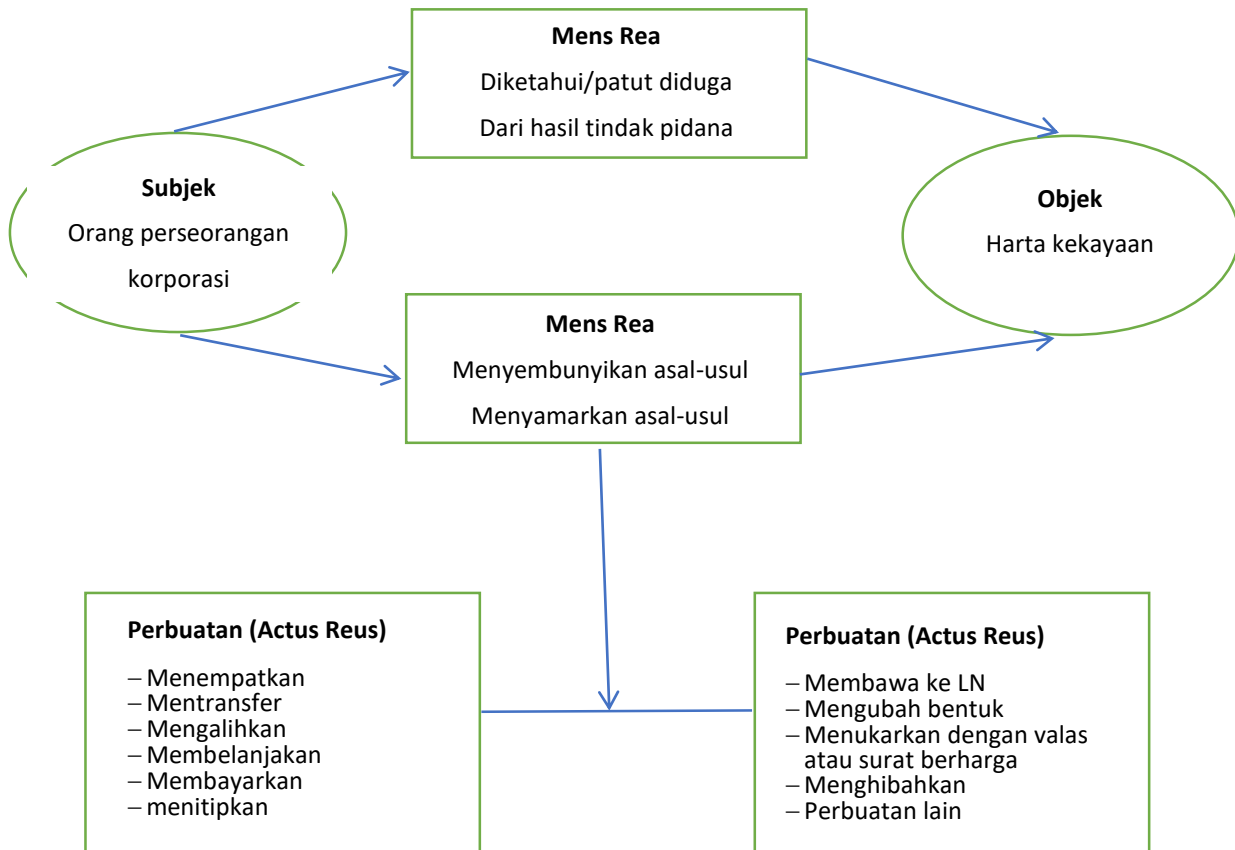 Mens Rea
Diketahui/patut diduga
Dari hasil tindak pidana
Subjek
Orang perseorangan
korporasi
Objek
Harta kekayaan
Mens Rea
Menyembunyikan asal-usul
Menyamarkan asal-usul
Perbuatan (Actus Reus)
– Menempatkan
– Mentransfer
– Mengalihkan
– Membelanjakan
– Membayarkan
– menitipkan
Perbuatan (Actus Reus)
– Membawa ke LN
– Mengubah bentuk
– Menukarkan dengan valas
atau surat berharga
– Menghibahkan
– Perbuatan lain